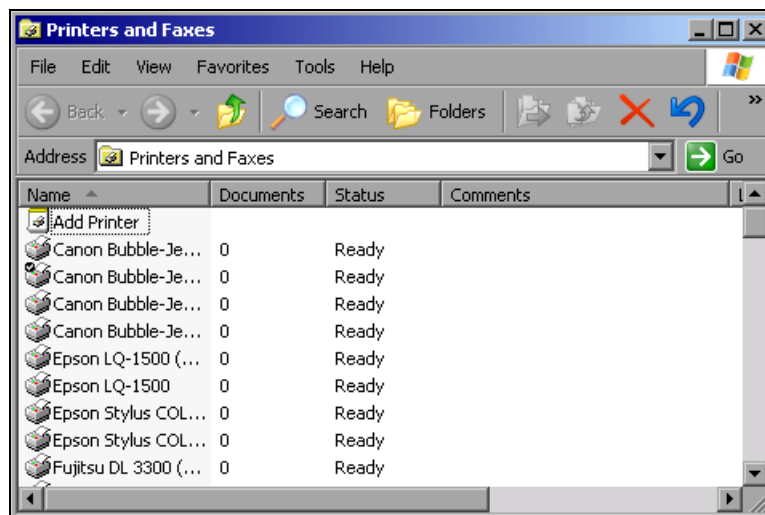 Printers and Faxes
File Edit View Favorites Tools Help
Back Search Folders »
Address Printers and Faxes Go
Name Documents Status Comments
Add Printer
Canon Bubble-Je... 0 Ready
Canon Bubble-Je... 0 Ready
Canon Bubble-Je... 0 Ready
Canon Bubble-Je... 0 Ready
Epson LQ-1500 (... 0 Ready
Epson LQ-1500 0 Ready
Epson Stylus COL... 0 Ready
Epson Stylus COL... 0 Ready
Fujitsu DL 3300 (... 0 Ready